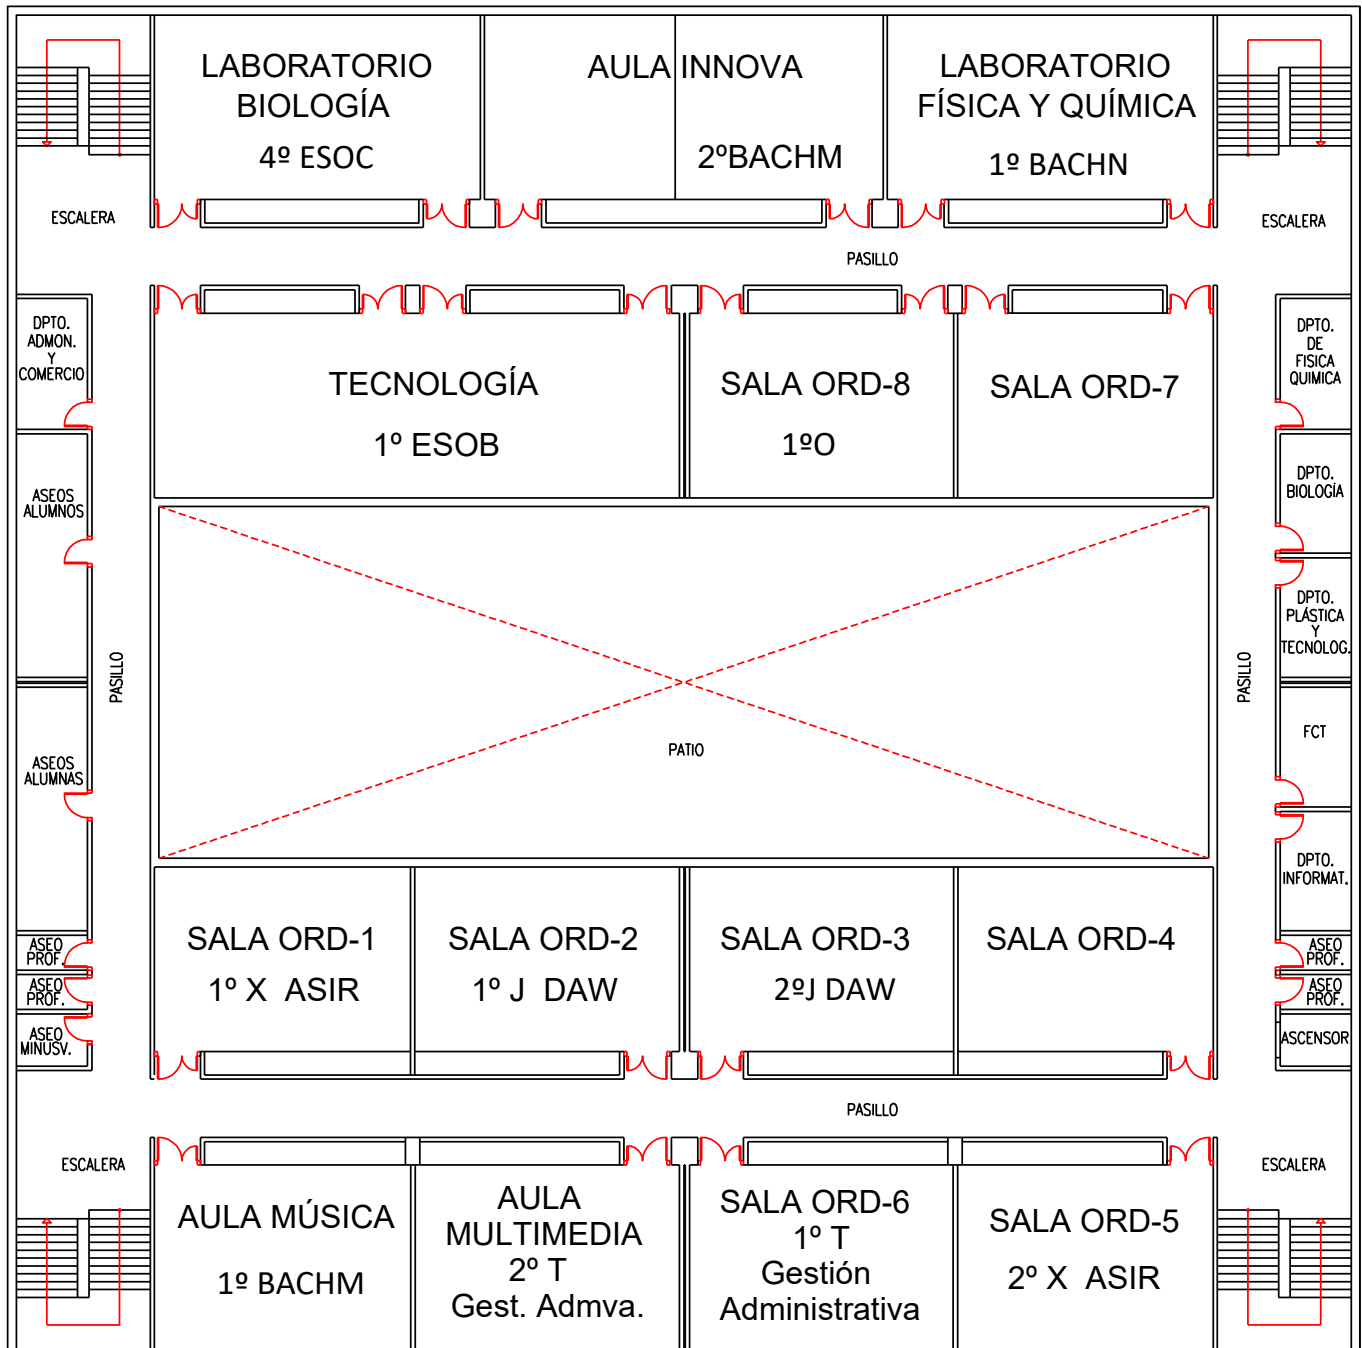 LABORATORIO
BIOLOGÍA
4º ESOC
AULA INNOVA
2ºBACHM
LABORATORIO
FÍSICA Y QUÍMICA
1º BACHN
ESCALERA
ESCALERA
PASILLO
DPTO.
ADMON.
Y
COMERCIO
TECNOLOGÍA
1º ESOB
SALA ORD-8
1ºO
SALA ORD-7
DPTO.
DE
FISICA
QUIMICA
ASEOS
ALUMNOS
DPTO.
BIOLOGÍA
DPTO.
PLÁSTICA
Y
TECNOLOG.
PASILLO
PASILLO
ASEOS
ALUMNAS
PATIO
FCT
DPTO.
INFORMAT.
SALA ORD-1
1º X ASIR
SALA ORD-2
1º J DAW
SALA ORD-3
2ºJ DAW
SALA ORD-4
ASEO
PROF.
ASEO
PROF.
ASEO
MINUSV.
ASEO
PROF.
ASEO
PROF.
ASCENSOR
PASILLO
ESCALERA
ESCALERA
AULA MÚSICA
1º BACHM
AULA
MULTIMEDIA
2º T
Gest. Admva.
SALA ORD-6
1º T
Gestión
Administrativa
SALA ORD-5
2º X ASIR